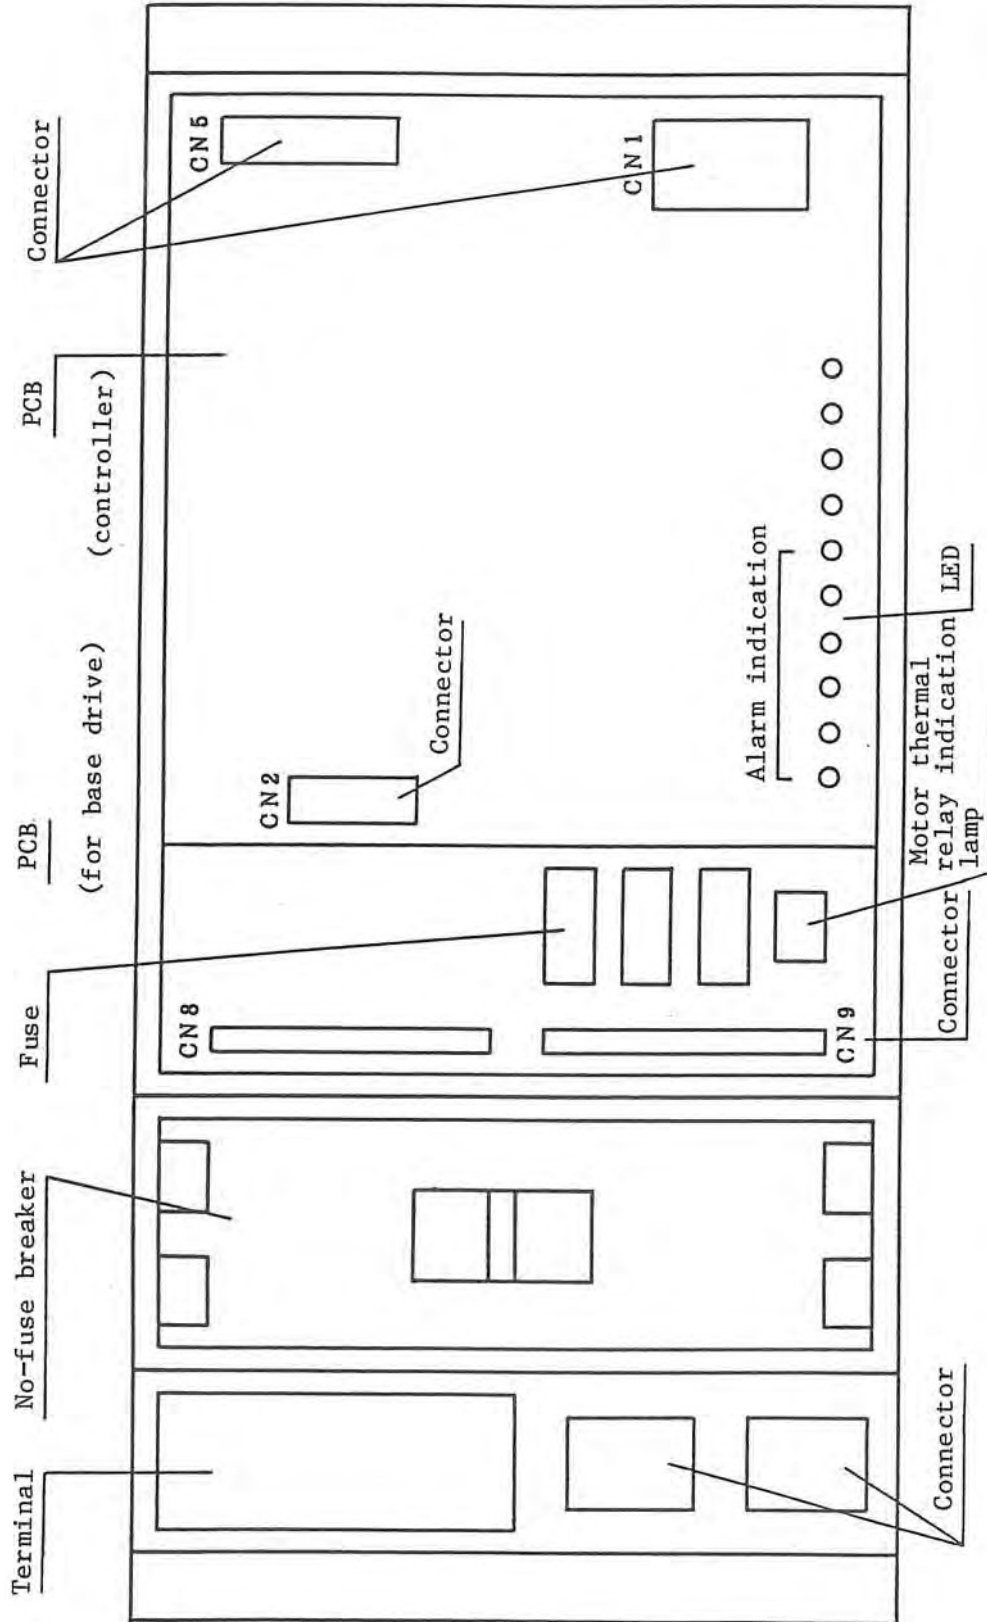 Terminal
No-fuse breaker
Fuse
PCB
(for base drive)
PCB
(controller)
Connector
CN8
CN2
CN5
Connector
CN1
Alarm indication
CN9
Connector
Motor thermal
relay indication
lamp
LED
Connector